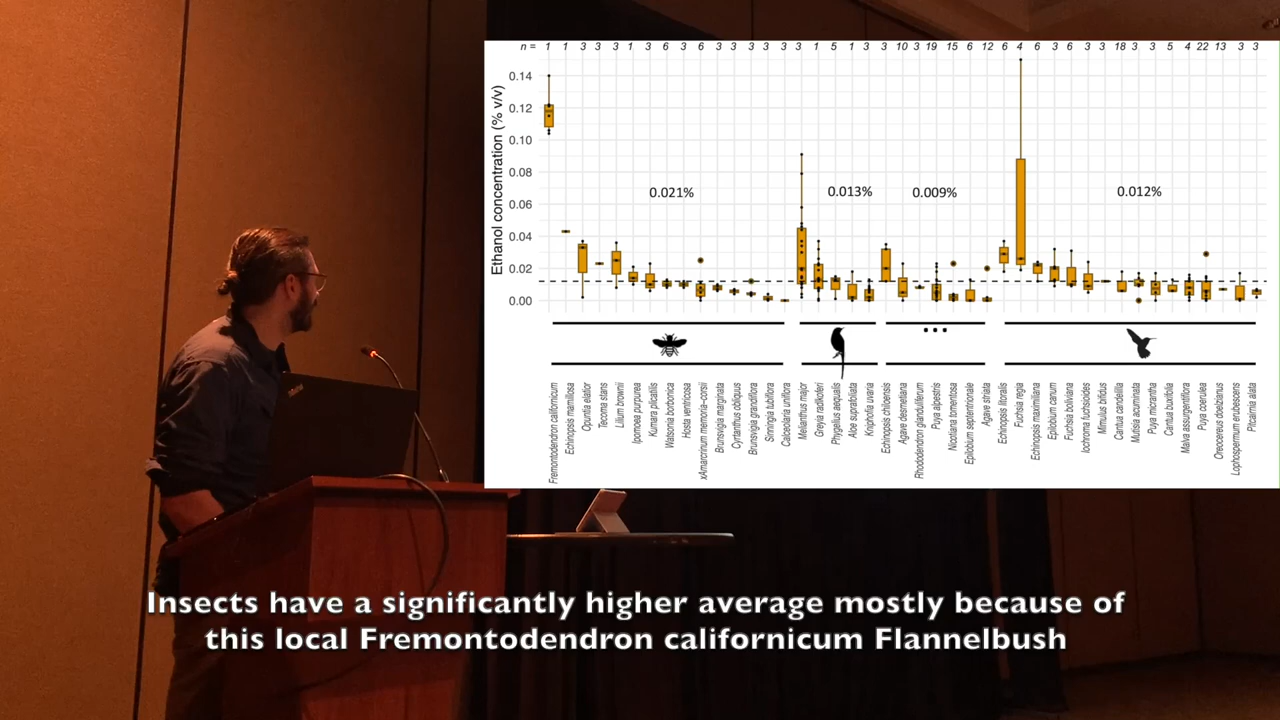 n = 1 1 3 3 3 1 3 6 3 6 3 3 3 3 3 3 1 5 1 3 3 10 3 19 15 6 12 6 4 6 3 6 3 3 18 3 3 5 4 22 13 3 3
Ethanol concentration (% v/v)
0.14
0.12
0.10
0.08
0.06
0.04
0.02
0.00
0.021%
0.013%
0.009%
0.012%
Fremontodendron californicum
Echinopsis mamillosa
Opuntia elatior
Tecoma stans
Lilium brownii
Ipomoea purpurea
Kumara plicatilis
Watsonia borbonica
Hosta ventricosa
xAmarcrinum memoria-corsii
Brunsvigia marginata
Cyrtanthus obliquus
Brunsvigia grandiflora
Sinningia tubiflora
Calceolaria uniflora
Melianthus major
Greyia radlkoferi
Phygelius aequalis
Aloe suprafoliata
Kniphofia uvaria
Echinopsis chiloensis
Agave desmetiana
Rhododendron glanduliferum
Puya alpestris
Nicotiana tomentosa
Epilobium septentrionale
Agave striata
Echinopsis litoralis
Fuchsia regia
Echinopsis maximiliana
Epilobium canum
Fuchsia boliviana
Iochroma fuchsioides
Mimulus bifidus
Cantua candelilla
Mutisia acuminata
Puya micrantha
Cantua buxifolia
Malva assurgentiflora
Puya coerulea
Oreocereus doelzianus
Lophospermum erubescens
Pitcairnia alata
Insects have a significantly higher average mostly because of
this local Fremontodendron californicum Flannelbush